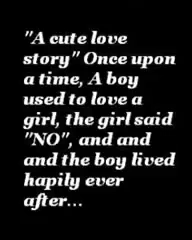 "A cute love
story" Once upon
a time, A boy
used to love a
girl, the girl said
"NO", and and
and the boy lived
hapily ever
after...